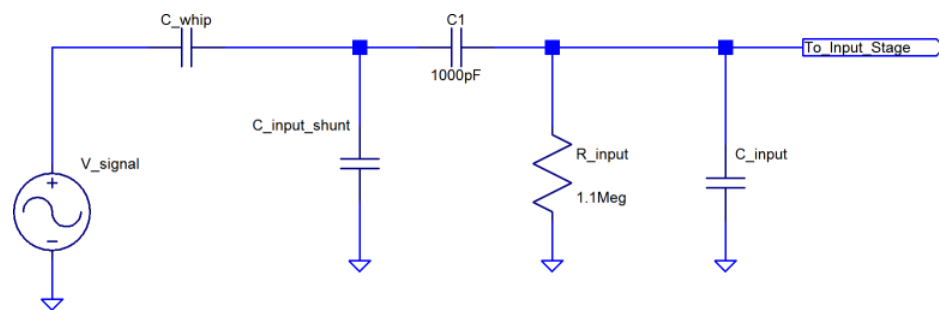 C_whip
C1
1000pF
To_Input_Stage
C_input_shunt
V_signal
R_input
1.1Meg
C_input